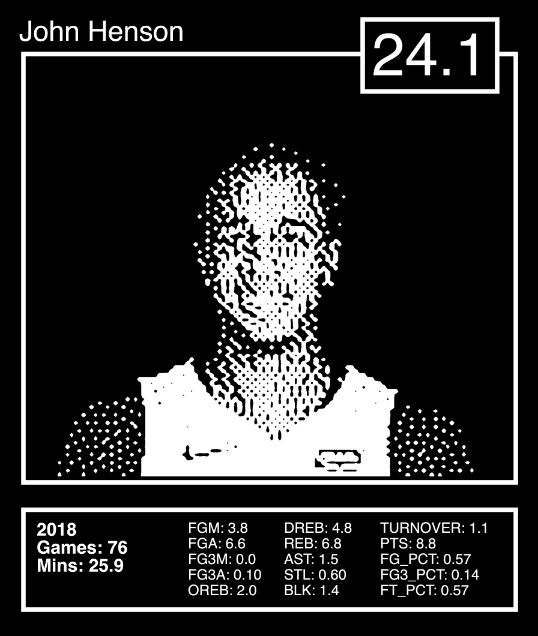 John Henson
24.1
2018
Games: 76
Mins: 25.9
FGM: 3.8
FGA: 6.6
FG3M: 0.0
FG3A: 0.10
OREB: 2.0
DREB: 4.8
REB: 6.8
AST: 1.5
STL: 0.60
BLK: 1.4
TURNOVER: 1.1
PTS: 8.8
FG_PCT: 0.57
FG3_PCT: 0.14
FT_PCT: 0.57